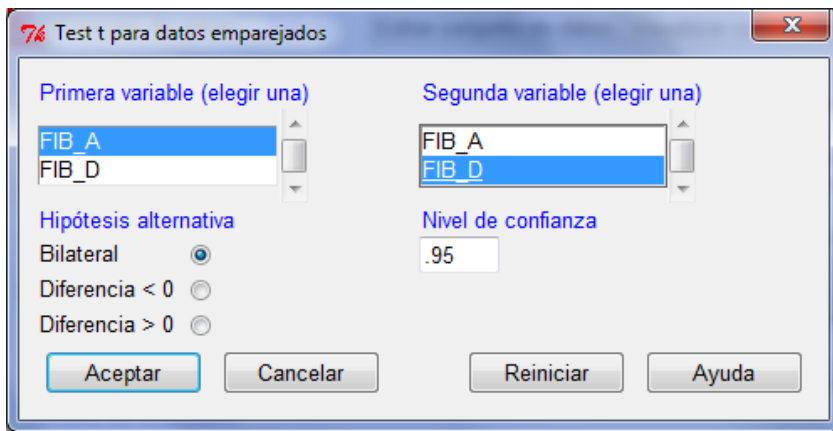 Test t para datos emparejados
Primera variable (elegir una)
Segunda variable (elegir una)
FIB_A
FIB_D
FIB_A
FIB_D
Hipótesis alternativa
Nivel de confianza
Bilateral
.95
Diferencia < 0
Diferencia > 0
Aceptar
Cancelar
Reiniciar
Ayuda